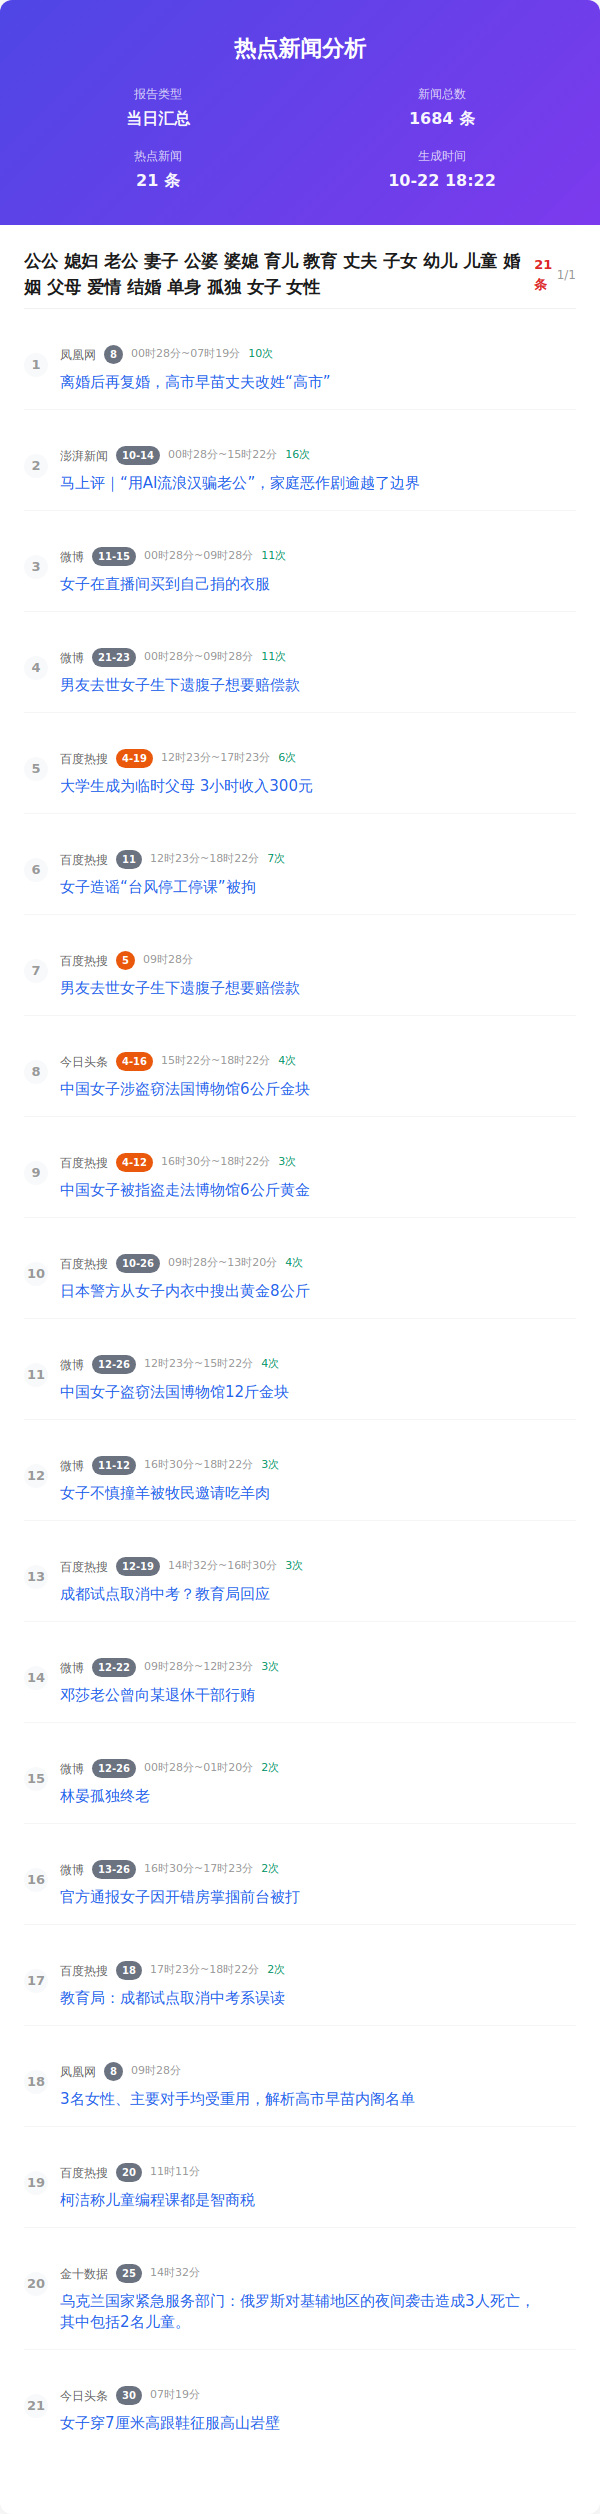 热点新闻分析
报告类型
新闻总数
当日汇总
1684 条
热点新闻
生成时间
21 条
10-22 18:22
公公 媳妇 老公 妻子 公婆 婆媳 育儿 教育 丈夫 子女 幼儿 儿童 婚
姻 父母 爱情 结婚 单身 孤独 女子 女性
21
条
1/1
1
凤凰网 8 00时28分~07时19分 10次
离婚后再复婚，高市早苗丈夫改姓“高市”
2
澎湃新闻 10-14 00时28分~15时22分 16次
马上评｜“用AI流浪汉骗老公”，家庭恶作剧逾越了边界
3
微博 11-15 00时28分~09时28分 11次
女子在直播间买到自己捐的衣服
4
微博 21-23 00时28分~09时28分 11次
男友去世女子生下遗腹子想要赔偿款
5
百度热搜 4-19 12时23分~17时23分 6次
大学生成为临时父母 3小时收入300元
6
百度热搜 11 12时23分~18时22分 7次
女子造谣“台风停工停课”被拘
7
百度热搜 5 09时28分
男友去世女子生下遗腹子想要赔偿款
8
今日头条 4-16 15时22分~18时22分 4次
中国女子涉盗窃法国博物馆6公斤金块
9
百度热搜 4-12 16时30分~18时22分 3次
中国女子被指盗走法博物馆6公斤黄金
10
百度热搜 10-26 09时28分~13时20分 4次
日本警方从女子内衣中搜出黄金8公斤
11
微博 12-26 12时23分~15时22分 4次
中国女子盗窃法国博物馆12斤金块
12
微博 11-12 16时30分~18时22分 3次
女子不慎撞羊被牧民邀请吃羊肉
13
百度热搜 12-19 14时32分~16时30分 3次
成都试点取消中考？教育局回应
14
微博 12-22 09时28分~12时23分 3次
邓莎老公曾向某退休干部行贿
15
微博 12-26 00时28分~01时20分 2次
林晏孤独终老
16
微博 13-26 16时30分~17时23分 2次
官方通报女子因开错房掌掴前台被打
17
百度热搜 18 17时23分~18时22分 2次
教育局：成都试点取消中考系误读
18
凤凰网 8 09时28分
3名女性、主要对手均受重用，解析高市早苗内阁名单
19
百度热搜 20 11时11分
柯洁称儿童编程课都是智商税
20
金十数据 25 14时32分
乌克兰国家紧急服务部门：俄罗斯对基辅地区的夜间袭击造成3人死亡，
其中包括2名儿童。
21
今日头条 30 07时19分
女子穿7厘米高跟鞋征服高山岩壁